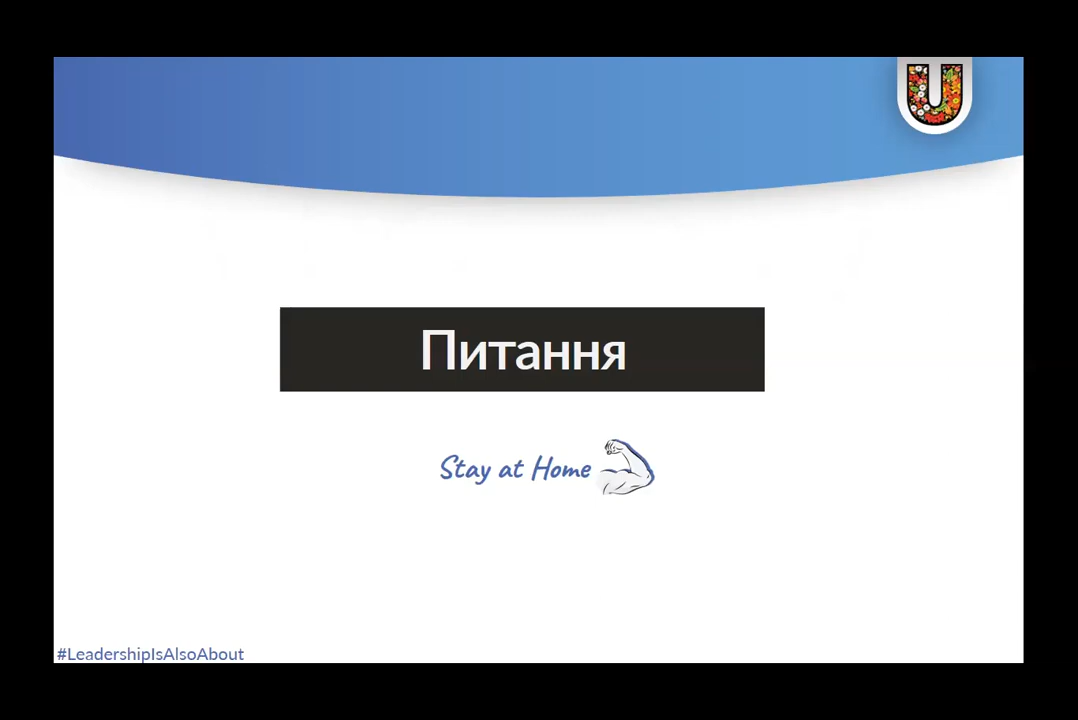 U
Питання
Stay at Home
#LeadershipIsAlsoAbout